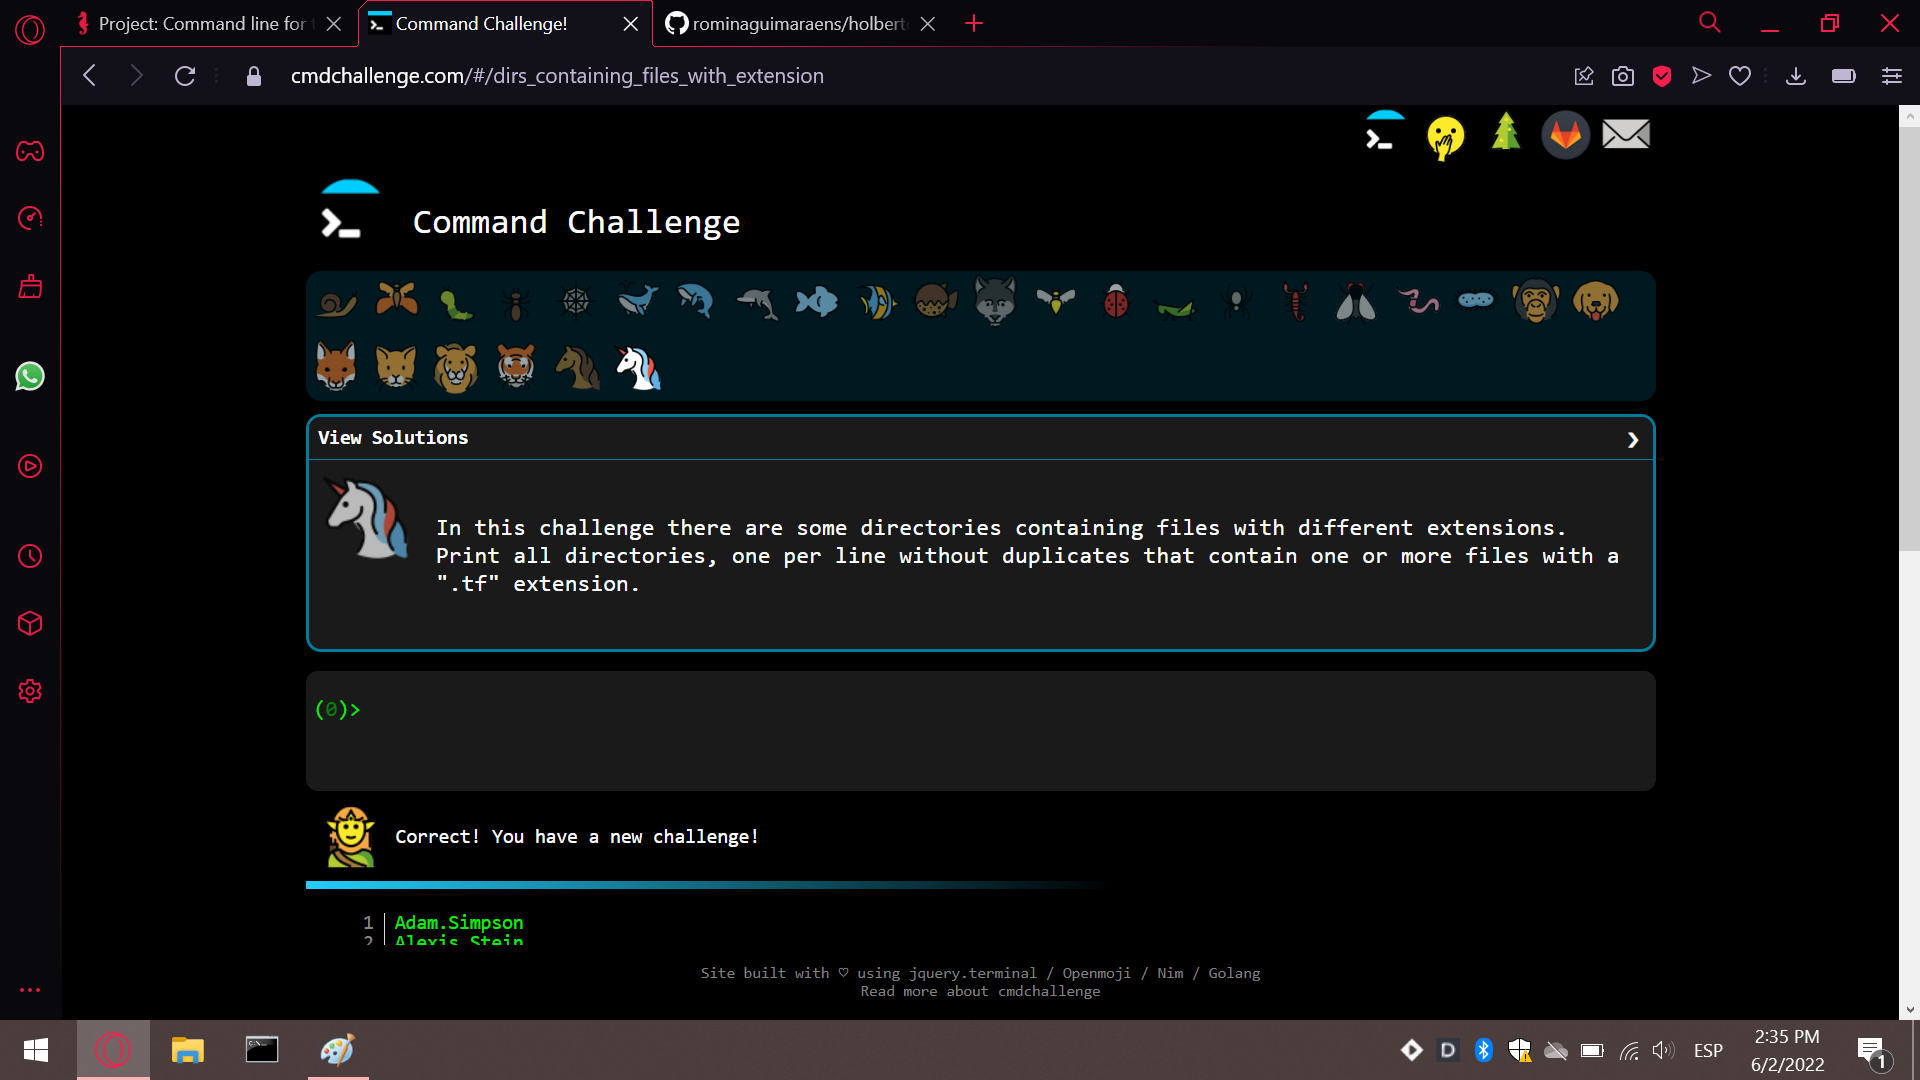 Project: Command line for
Command Challenge!
rominaguimaraens/holbert
cmdchallenge.com/#/dirs_containing_files_with_extension
Command Challenge
View Solutions
In this challenge there are some directories containing files with different extensions.
Print all directories, one per line without duplicates that contain one or more files with a
".tf" extension.
(0)>
Correct! You have a new challenge!
1 Adam.Simpson
2 Alexis Stein
Site built with ♡ using jquery.terminal / Openmoji / Nim / Golang
Read more about cmdchallenge
ESP
2:35 PM
6/2/2022
1